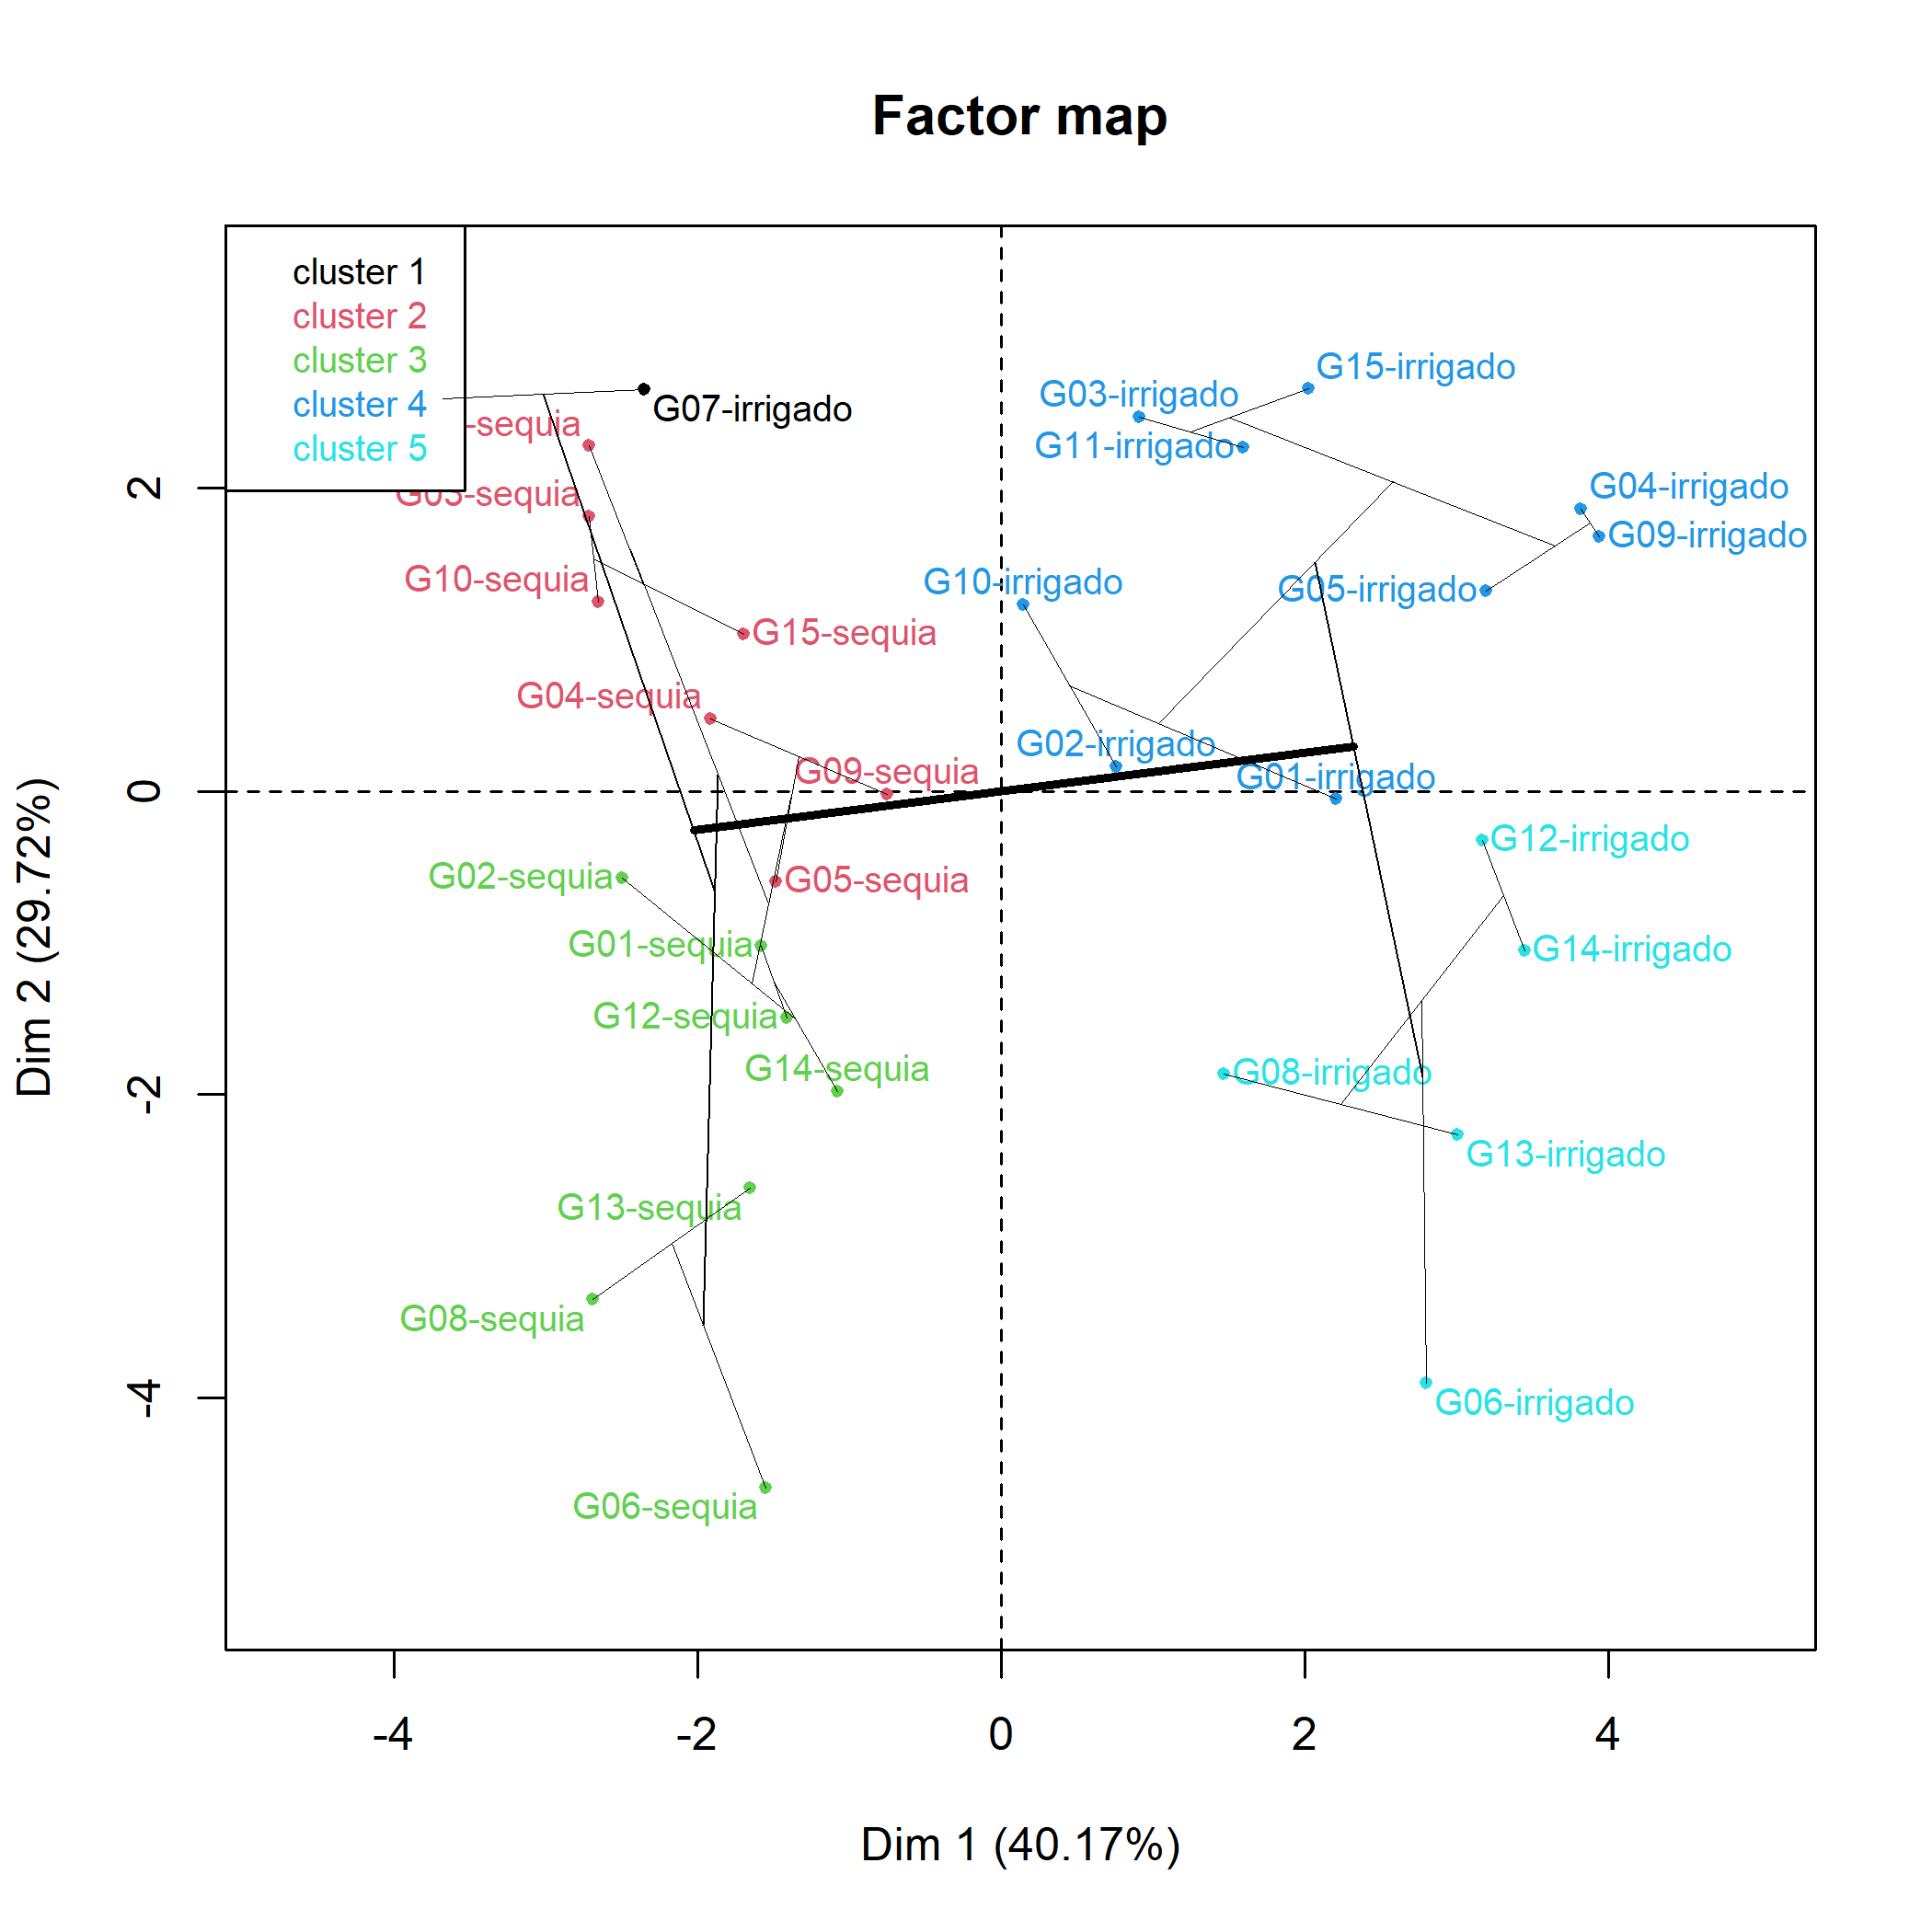 Factor map
cluster 1
cluster 2
cluster 3
cluster 4
cluster 5
G07-irrigado
-sequia
G03-sequia
G10-sequia
G15-sequia
G04-sequia
G09-sequia
G05-sequia
G02-sequia
G01-sequia
G12-sequia
G14-sequia
G13-sequia
G08-sequia
G06-sequia
G15-irrigado
G03-irrigado
G11-irrigado
G04-irrigado
G09-irrigado
G05-irrigado
G10-irrigado
G02-irrigado
G01-irrigado
G12-irrigado
G14-irrigado
G08-irrigado
G13-irrigado
G06-irrigado
2
0
-2
-4
Dim 2 (29.72%)
-4
-2
0
2
4
Dim 1 (40.17%)